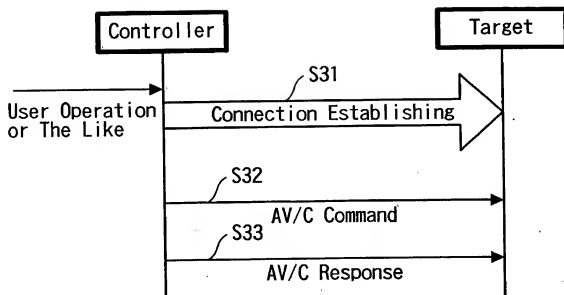 Controller
Target
S31
User Operation
or The Like
Connection Establishing
S32
AV/C Command
S33
AV/C Response